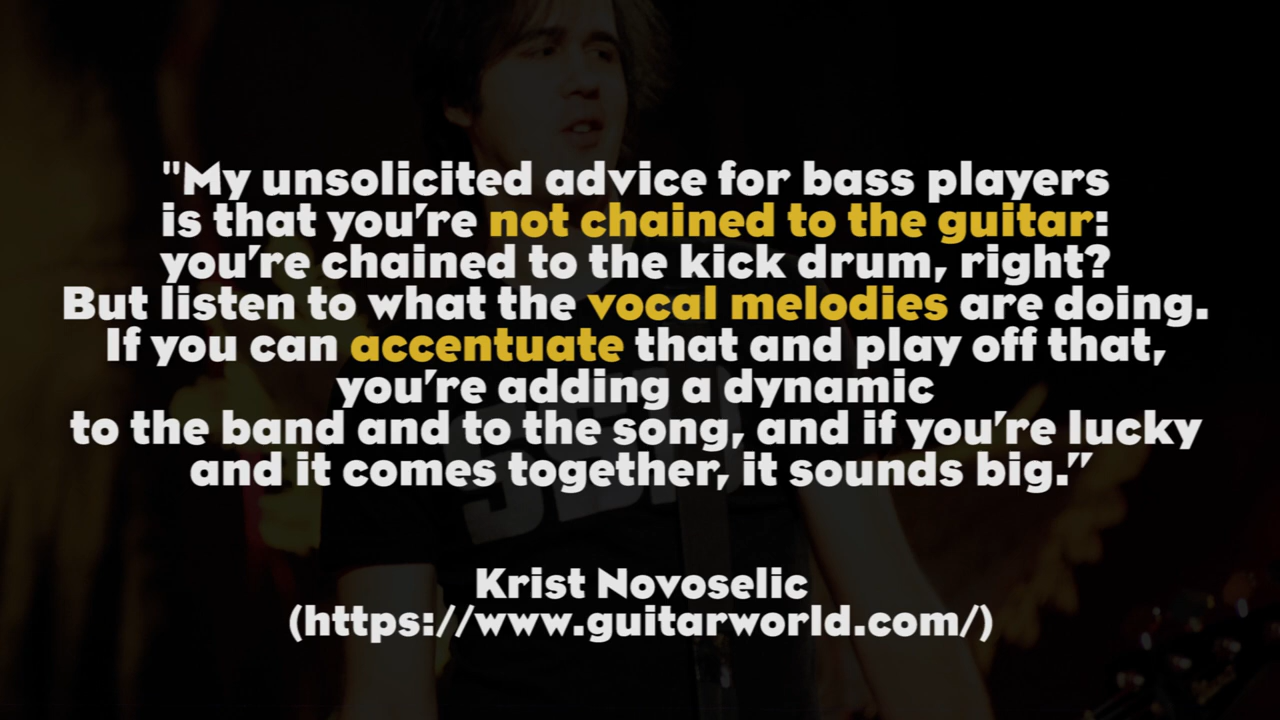 "My unsolicited advice for bass players
is that you’re not chained to the guitar:
you’re chained to the kick drum, right?
But listen to what the vocal melodies are doing.
If you can accentuate that and play off that,
you’re adding a dynamic
to the band and to the song, and if you’re lucky
and it comes together, it sounds big.”
Krist Novoselic
(https://www.guitarworld.com/)